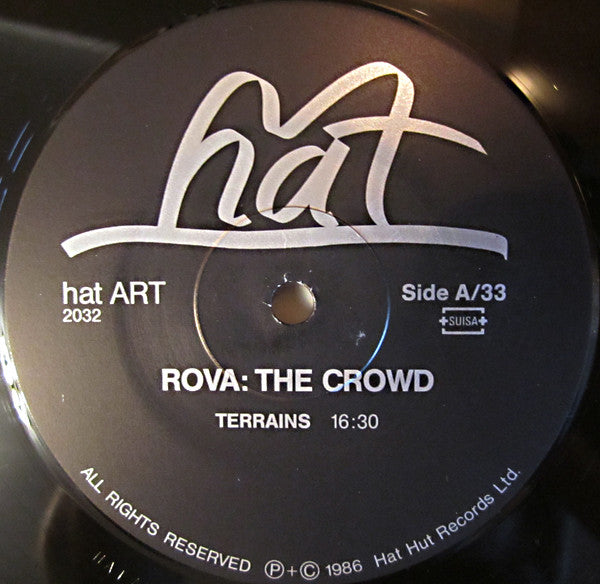 hat
hat ART
2032
Side A/33
+SUISA+
ROVA: THE CROWD
TERRAINS 16:30
ALL RIGHTS RESERVED Ⓟ+© 1986 Hat Hut Records Ltd.